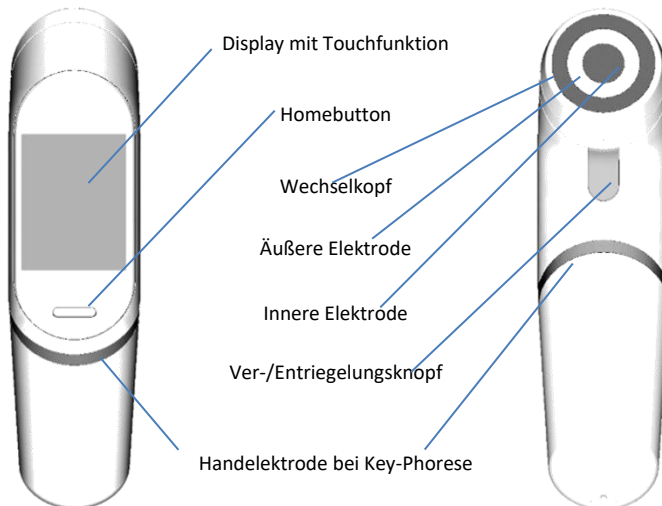 Display mit Touchfunktion
Homebutton
Wechselkopf
Äußere Elektrode
Innere Elektrode
Ver-/Entriegelungsknopf
Handelektrode bei Key-Phorese